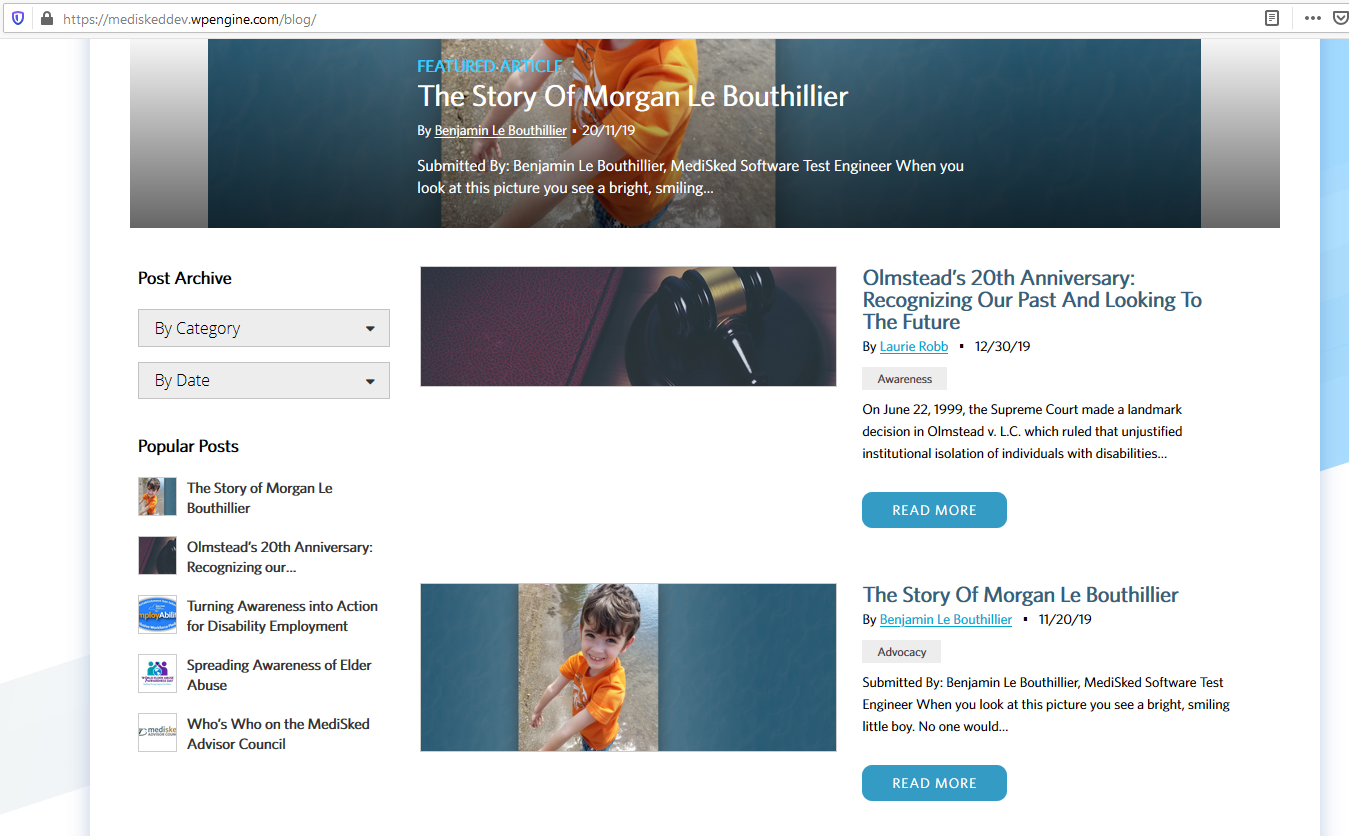 https://mediskeddev.wpengine.com/blog/
FEATURED ARTICLE
The Story Of Morgan Le Bouthillier
By Benjamin Le Bouthillier ▪ 20/11/19
Submitted By: Benjamin Le Bouthillier, MediSked Software Test Engineer When you
look at this picture you see a bright, smiling...
Post Archive
By Category
By Date
Popular Posts
The Story of Morgan Le
Bouthillier
Olmstead's 20th Anniversary:
Recognizing our...
Turning Awareness into Action
for Disability Employment
Spreading Awareness of Elder
Abuse
mediske
Who's Who on the MediSked
Advisor Council
Olmstead's 20th Anniversary:
Recognizing Our Past And Looking To
The Future
By Laurie Robb ▪ 12/30/19
Awareness
On June 22, 1999, the Supreme Court made a landmark
decision in Olmstead v. L.C. which ruled that unjustified
institutional isolation of individuals with disabilities...
READ MORE
The Story Of Morgan Le Bouthillier
By Benjamin Le Bouthillier ▪ 11/20/19
Advocacy
Submitted By: Benjamin Le Bouthillier, MediSked Software Test
Engineer When you look at this picture you see a bright, smiling
little boy. No one would...
READ MORE